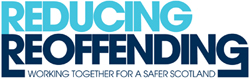 REDUCING
REOFFENDING
WORKING TOGETHER FOR A SAFER SCOTLAND